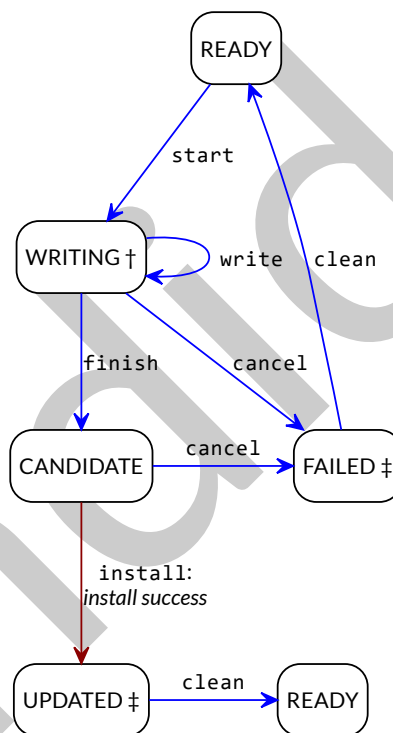 READY
start
WRITING †
write
clean
finish
cancel
CANDIDATE
cancel
FAILED ‡
install:
install success
UPDATED ‡
clean
READY